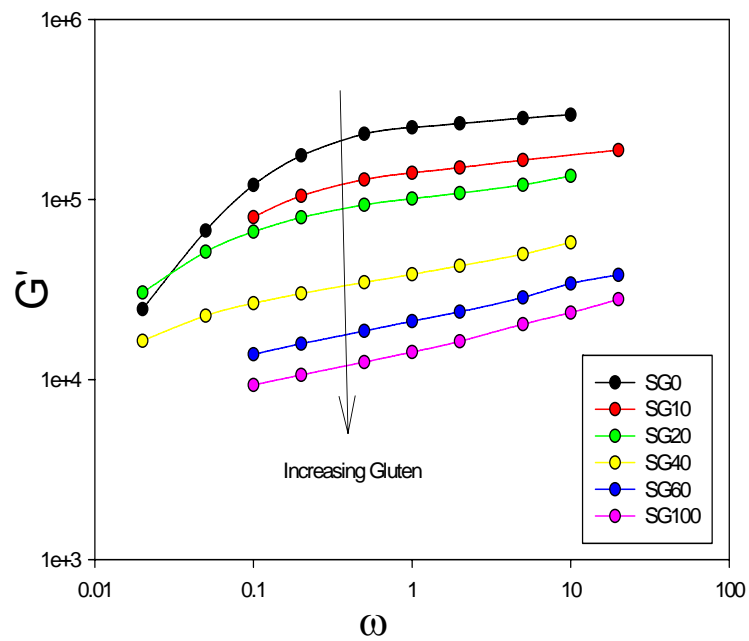 1e+6
1e+5
G'
1e+4
1e+3
Increasing Gluten
SG0
SG10
SG20
SG40
SG60
SG100
0.01 0.1 1 10 100
ω